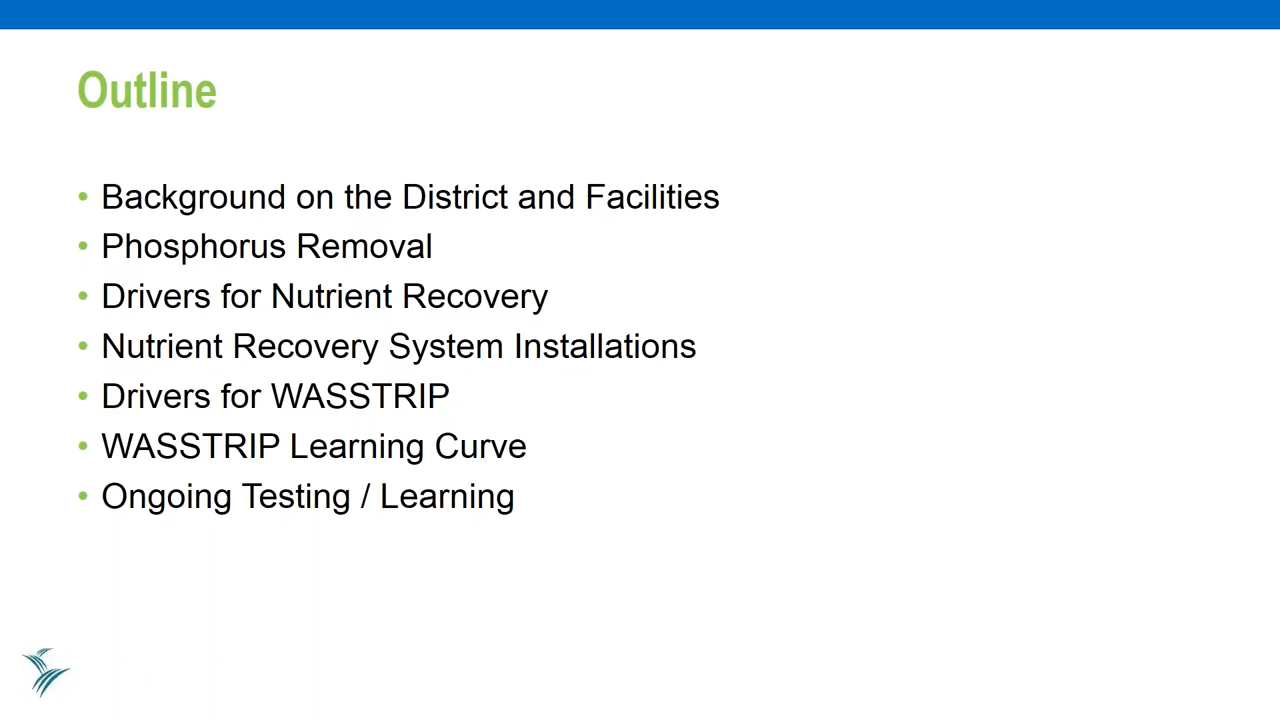 Outline
• Background on the District and Facilities
• Phosphorus Removal
• Drivers for Nutrient Recovery
• Nutrient Recovery System Installations
• Drivers for WASSTRIP
• WASSTRIP Learning Curve
• Ongoing Testing / Learning